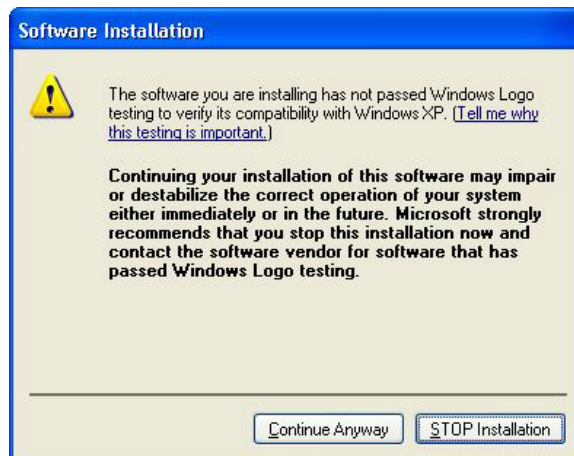 Software Installation
The software you are installing has not passed Windows Logo
testing to verify its compatibility with Windows XP. (Tell me why
this testing is important.)
Continuing your installation of this software may impair
or destabilize the correct operation of your system
either immediately or in the future. Microsoft strongly
recommends that you stop this installation now and
contact the software vendor for software that has
passed Windows Logo testing.
Continue Anyway
STOP Installation